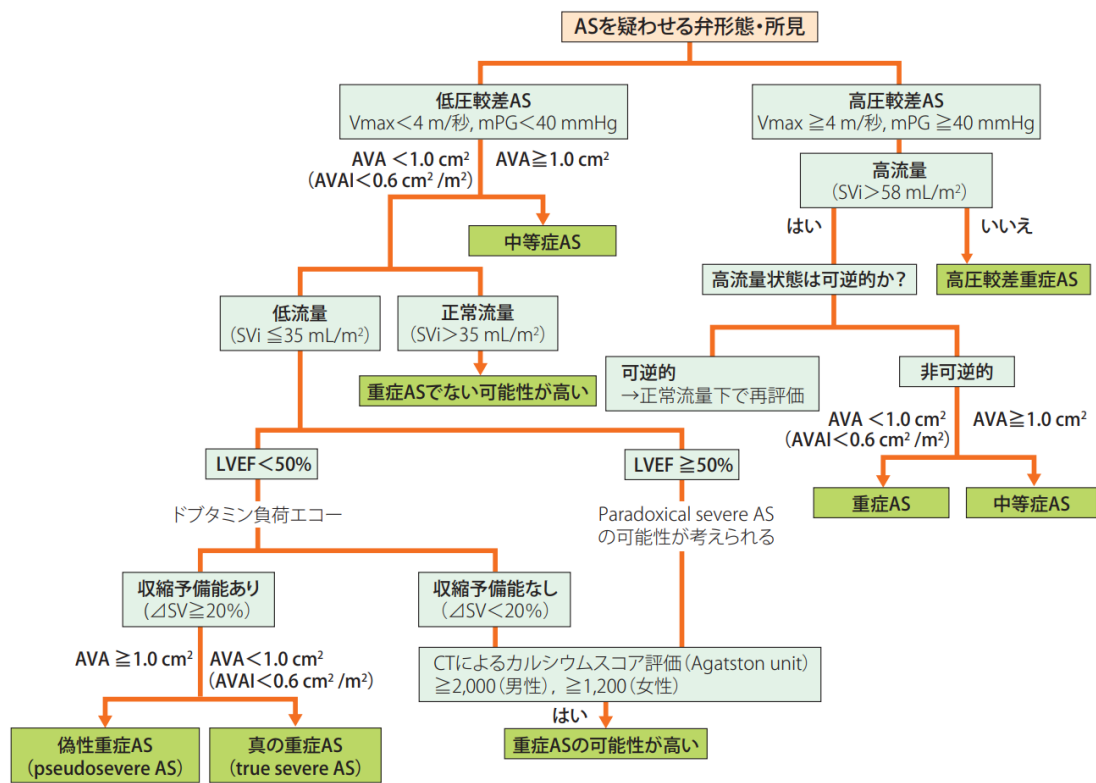 ASを疑わせる弁形態・所見
低圧較差AS
Vmax＜4 m/秒, mPG＜40 mmHg
高圧較差AS
Vmax ≧4 m/秒, mPG ≧40 mmHg
AVA ＜1.0 cm²
（AVAI＜0.6 cm² /m²）
AVA≧1.0 cm²
高流量
（SVi＞58 mL/m²）
はい
いいえ
中等症AS
高流量状態は可逆的か？
高圧較差重症AS
低流量
（SVi ≦35 mL/m²）
正常流量
（SVi＞35 mL/m²）
重症ASでない可能性が高い
可逆的
→正常流量下で再評価
非可逆的
AVA ＜1.0 cm²
（AVAI＜0.6 cm² /m²）
AVA≧1.0 cm²
重症AS
中等症AS
LVEF＜50%
LVEF ≧50%
ドブタミン負荷エコー
Paradoxical severe AS
の可能性が考えられる
収縮予備能あり
（⊿SV≧20%）
収縮予備能なし
（⊿SV＜20%）
AVA ≧1.0 cm²
AVA＜1.0 cm²
（AVAI＜0.6 cm² /m²）
CTによるカルシウムスコア評価（Agatston unit）
≧2,000（男性）, ≧1,200（女性）
はい
偽性重症AS
（pseudosevere AS）
真の重症AS
（true severe AS）
重症ASの可能性が高い